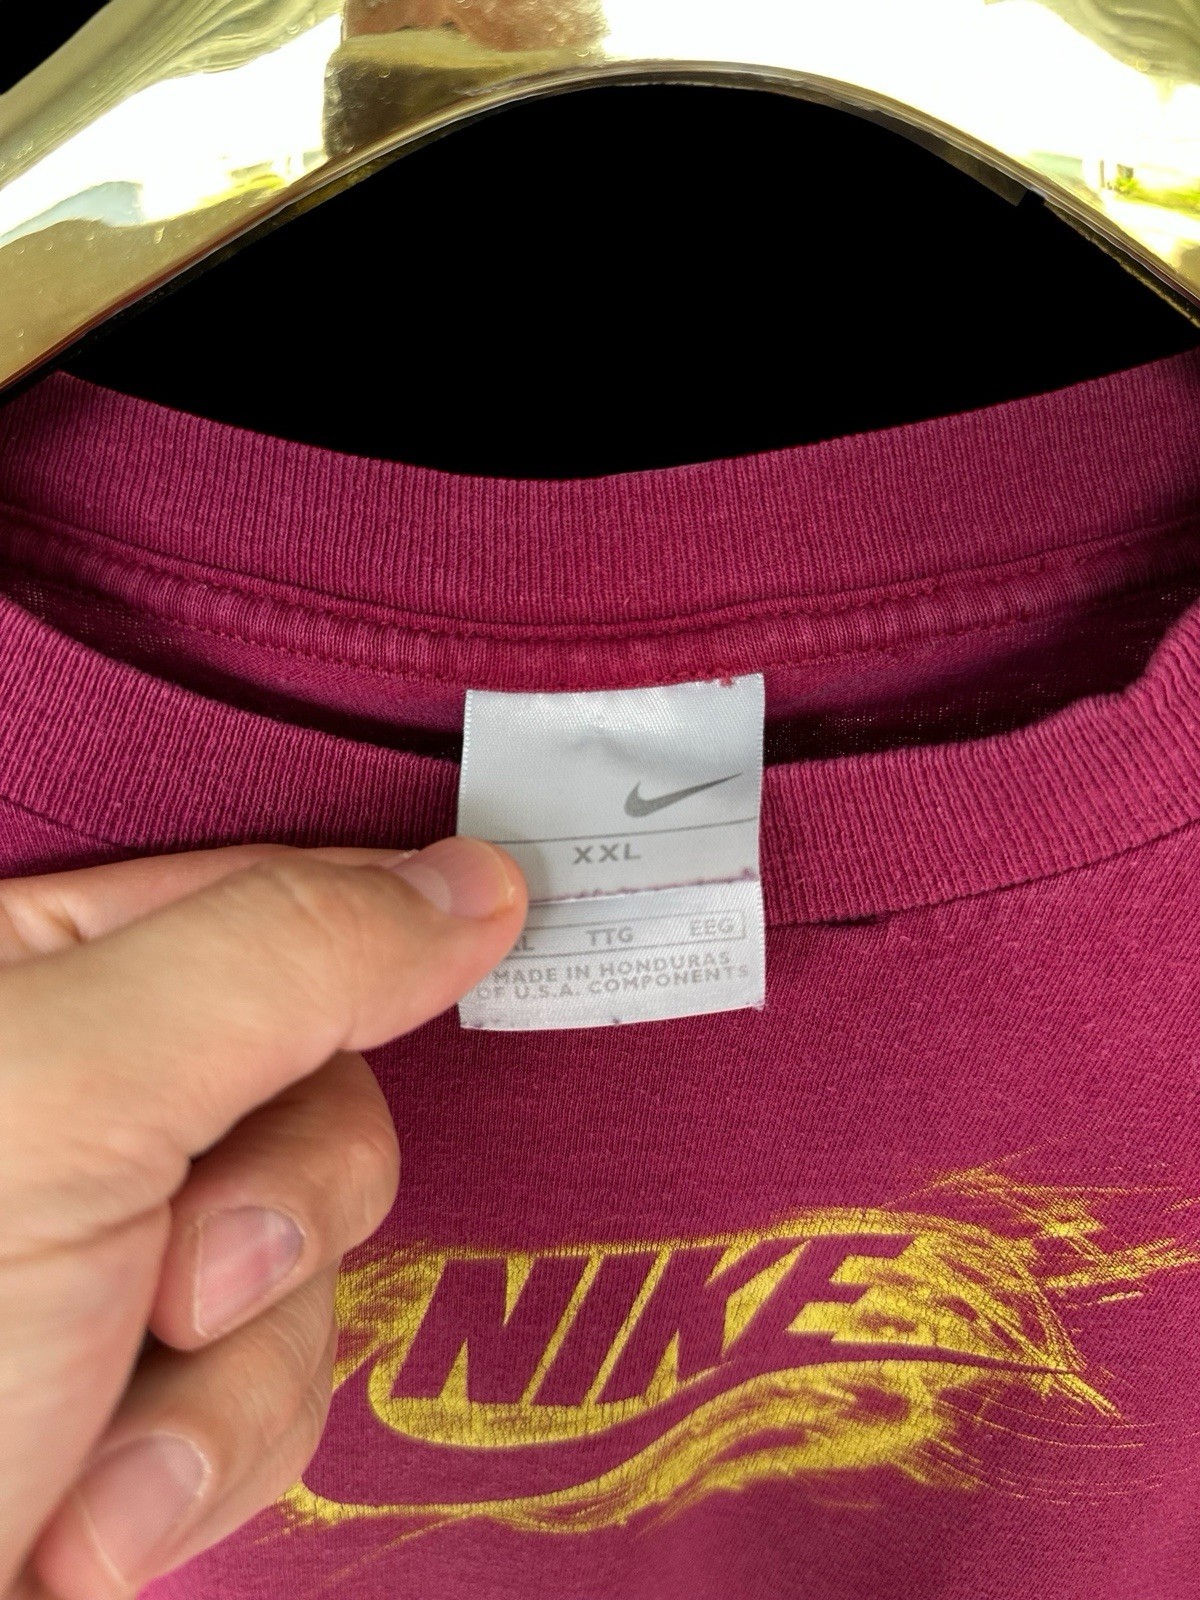 XXL
TTG EEG
MADE IN HONDURAS
OF U.S.A. COMPONENTS
NIKE